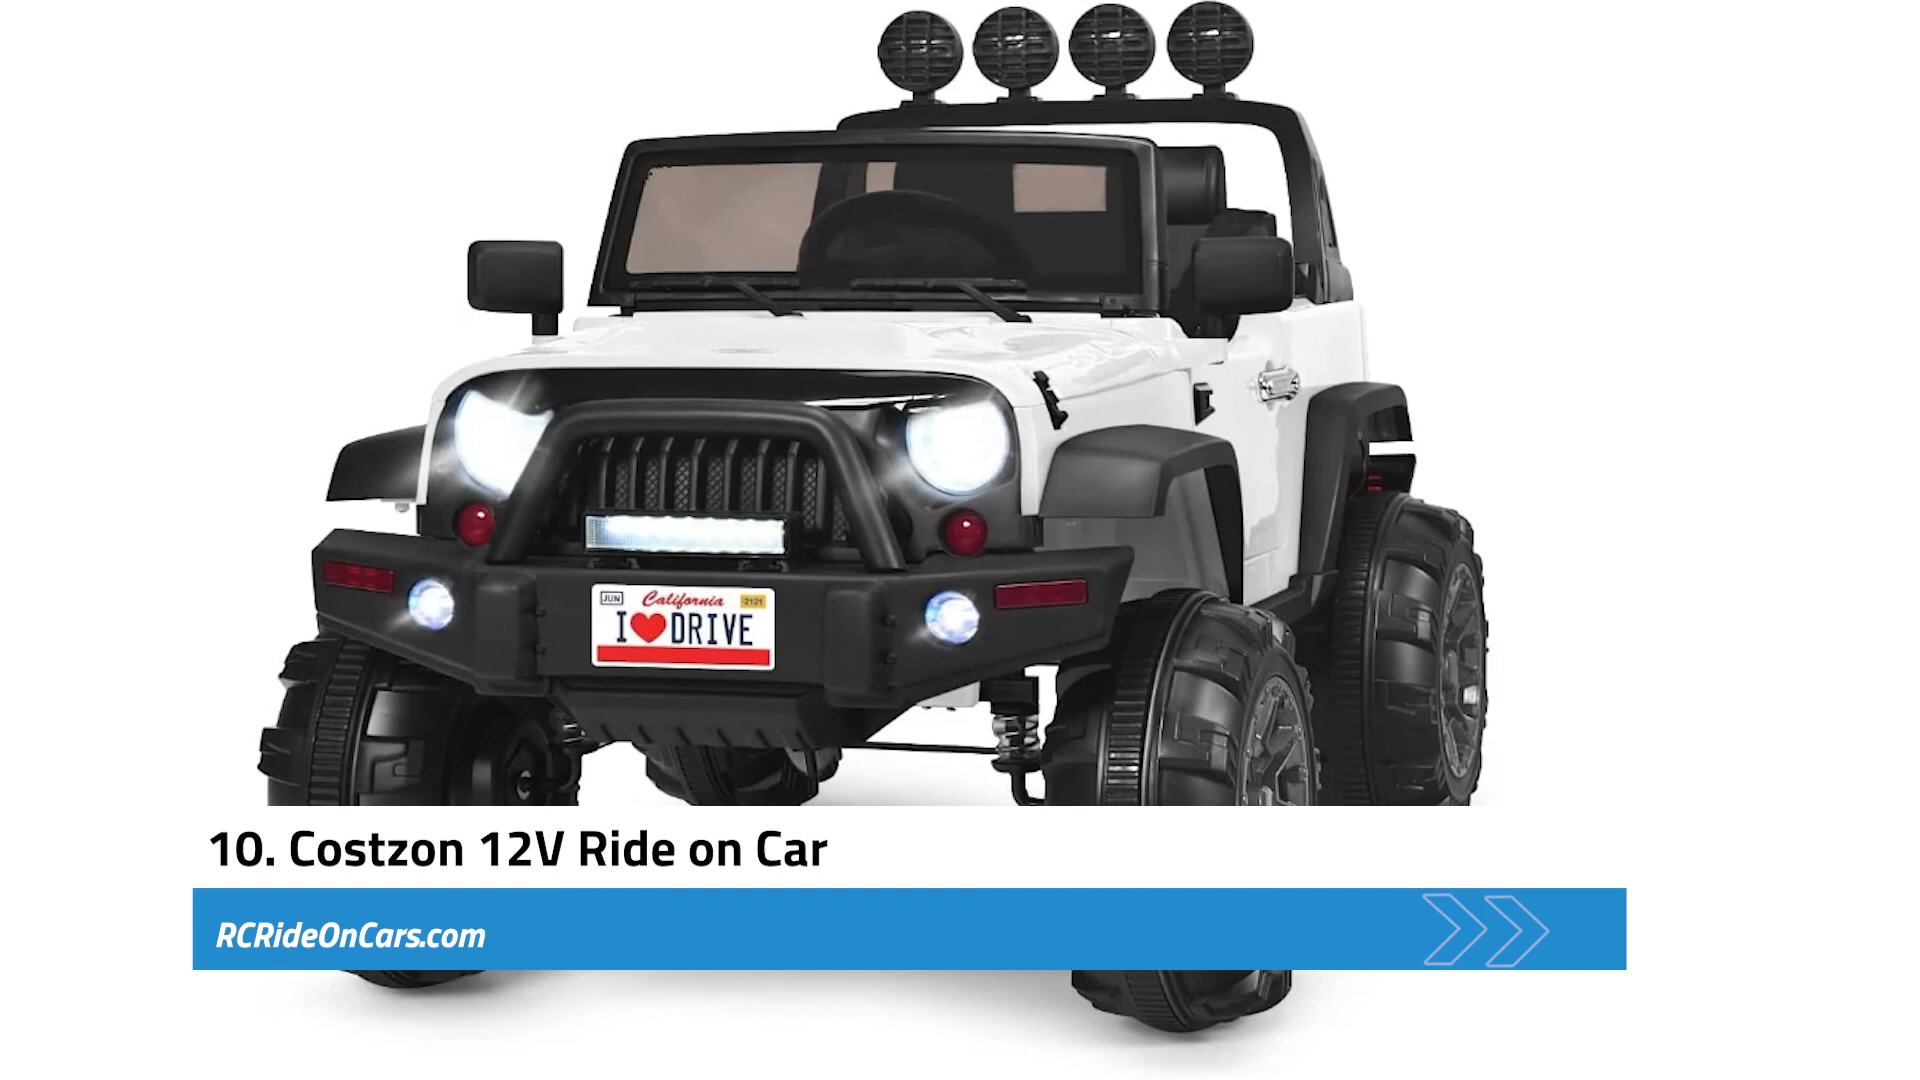 JUN California 2121
I ❤ DRIVE
10. Costzon 12V Ride on Car
RCRideOnCars.com